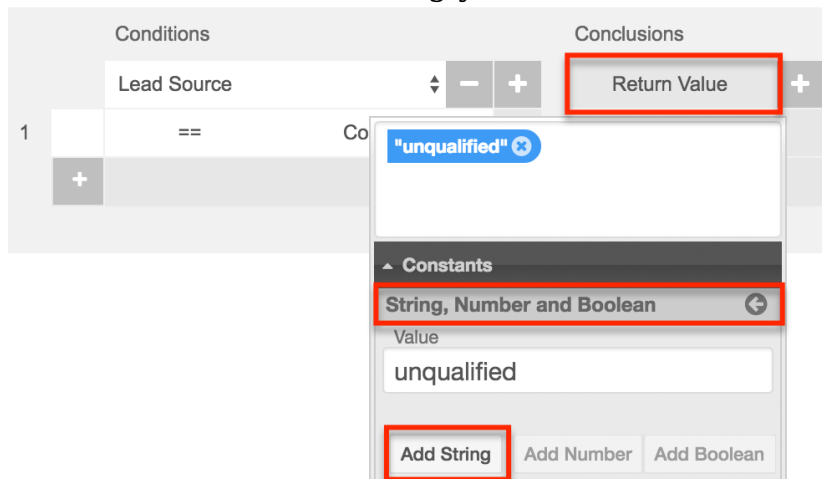 Conditions Conclusions
Lead Source − + Return Value +
1 == Co
"unqualified"
+
Constants
String, Number and Boolean
Value
unqualified
Add String Add Number Add Boolean